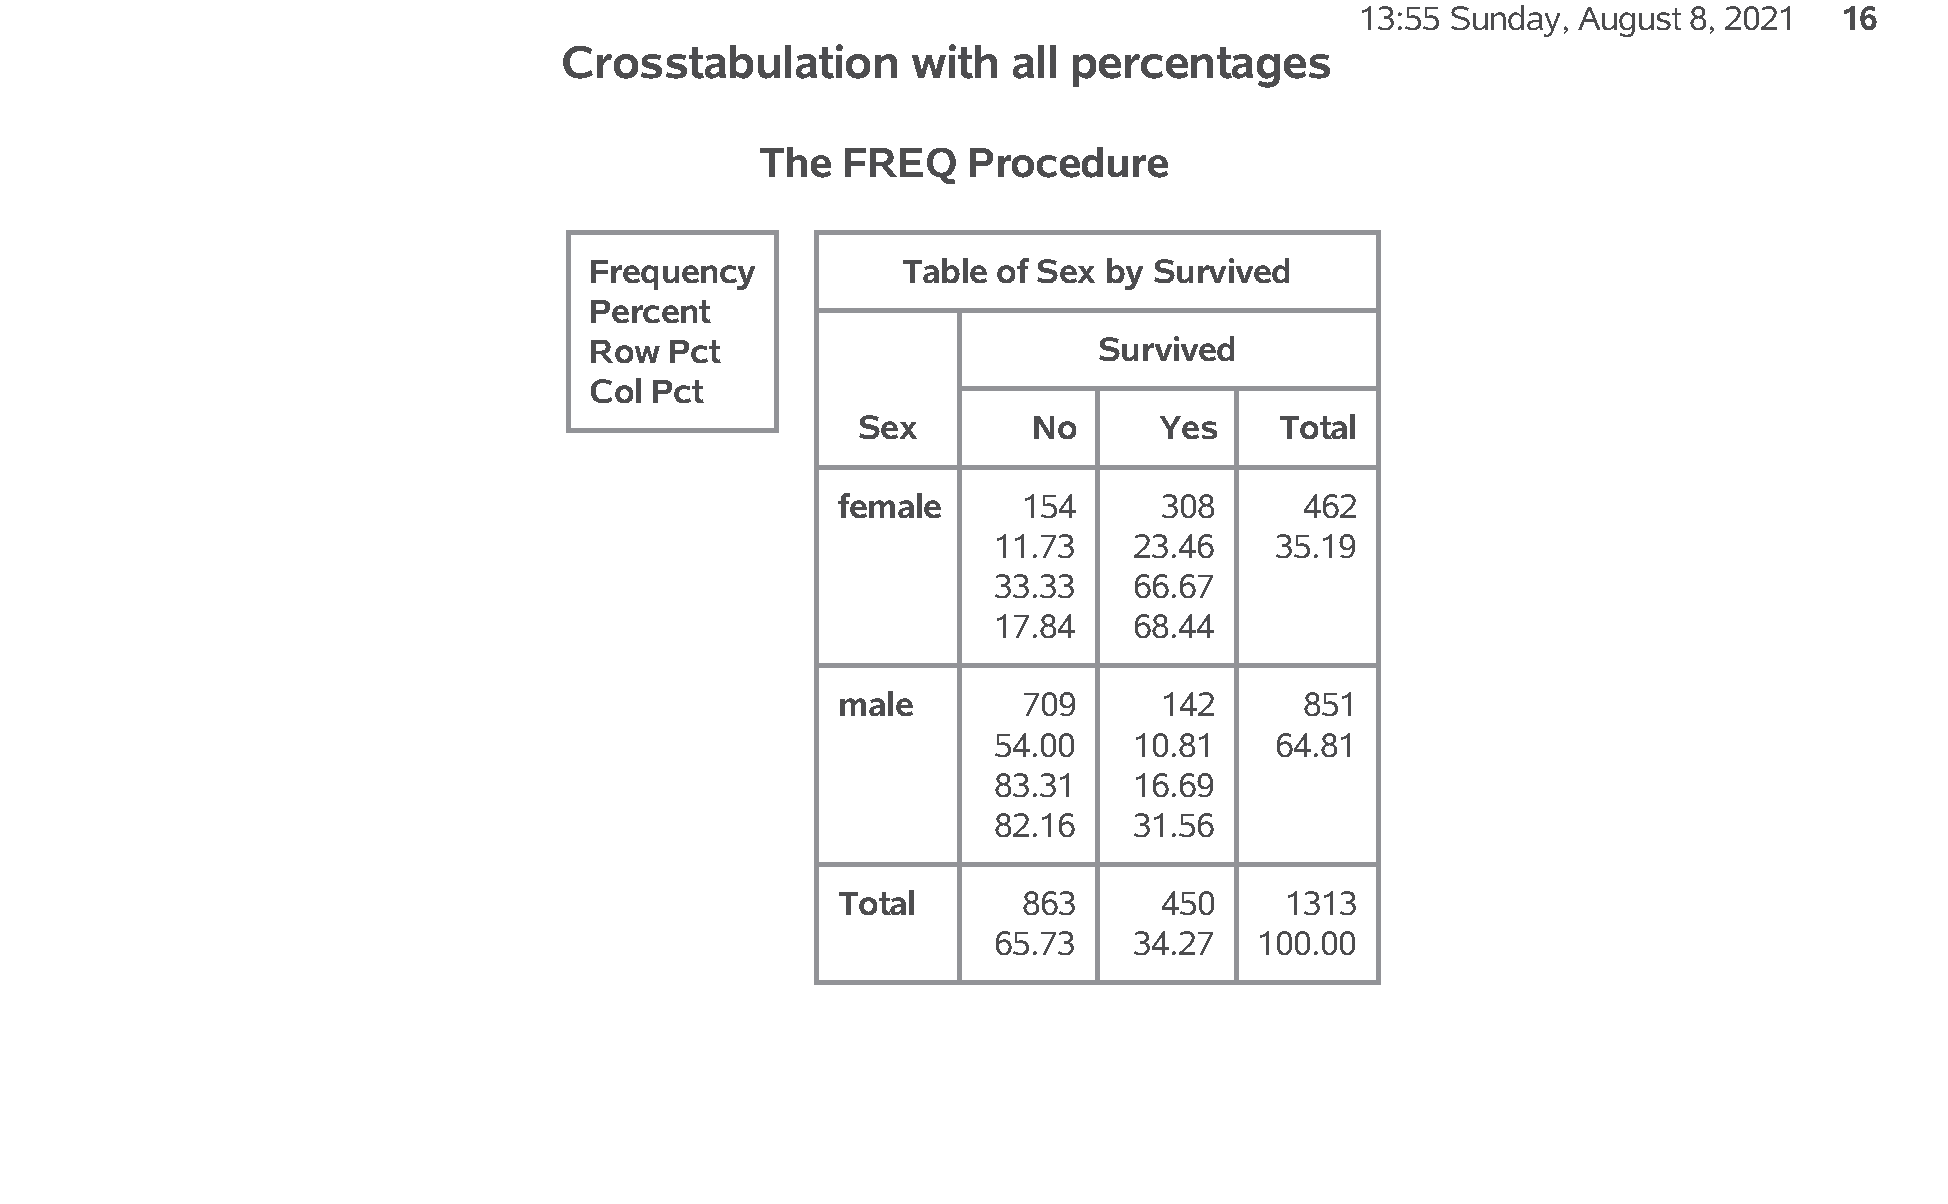 13:55 Sunday, August 8, 2021 16
Crosstabulation with all percentages
The FREQ Procedure
Frequency
Percent
Row Pct
Col Pct
Table of Sex by Survived
Survived
Sex No Yes Total
female 154 308 462
11.73 23.46 35.19
33.33 66.67
17.84 68.44
male 709 142 851
54.00 10.81 64.81
83.31 16.69
82.16 31.56
Total 863 450 1313
65.73 34.27 100.00